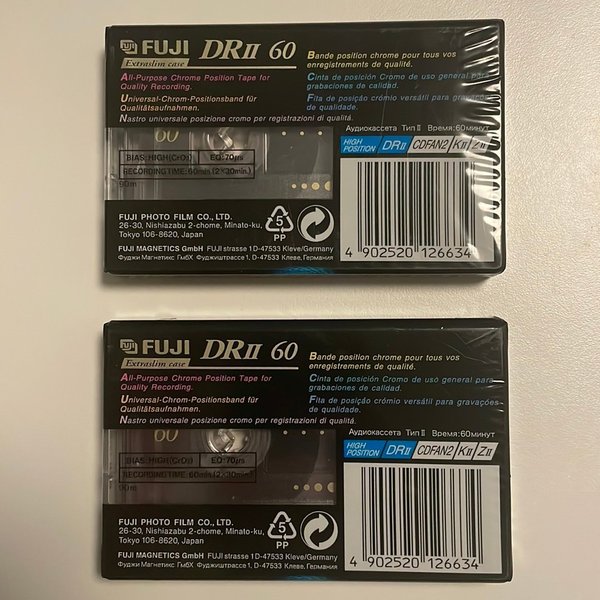 FUJI DRII 60
Extraslim case
All-Purpose Chrome Position Tape for
Quality Recording.
Universal-Chrom-Positionsband für
Qualitätsaufnahmen.
Nastro universale posizione cromo per registrazioni di qualitá.
Bande position chrome pour tous vos
enregistrements de qualité.
Cinta de posición Cromo de uso general para
grabaciones de calidad.
Fita de posição crómio versátil para gravações
de qualidade.
60
BIAS:HIGH(CrO2) EQ:70μs
RECORDING TIME: 60min.(2×30min.)
90m
Аудиокассета Тип II Время:60минут
HIGH POSITION DRII CDFAN2 KII ZII
FUJI PHOTO FILM CO., LTD.
26-30, Nishiazabu 2-chome, Minato-ku,
Tokyo 106-8620, Japan
5
PP
FUJI MAGNETICS GmbH FUJI strasse 1 D-47533 Kleve/Germany
Фуджи Магнетикс ГмбХ Фуджиштрассе 1, D-47533 Клеве, Германия
4 902520 126634
FUJI DRII 60
Extraslim case
All-Purpose Chrome Position Tape for
Quality Recording.
Universal-Chrom-Positionsband für
Qualitätsaufnahmen.
Nastro universale posizione cromo per registrazioni di qualitá.
Bande position chrome pour tous vos
enregistrements de qualité.
Cinta de posición Cromo de uso general para
grabaciones de calidad.
Fita de posição crómio versátil para gravações
de qualidade.
60
BIAS:HIGH(CrO2) EQ:70μs
RECORDING TIME: 60min.(2×30min.)
90m
Аудиокассета Тип II Время:60минут
HIGH POSITION DRII CDFAN2 KII ZII
FUJI PHOTO FILM CO., LTD.
26-30, Nishiazabu 2-chome, Minato-ku,
Tokyo 106-8620, Japan
5
PP
FUJI MAGNETICS GmbH FUJI strasse 1 D-47533 Kleve/Germany
Фуджи Магнетикс ГмбХ Фуджиштрассе 1, D-47533 Клеве, Германия
4 902520 126634